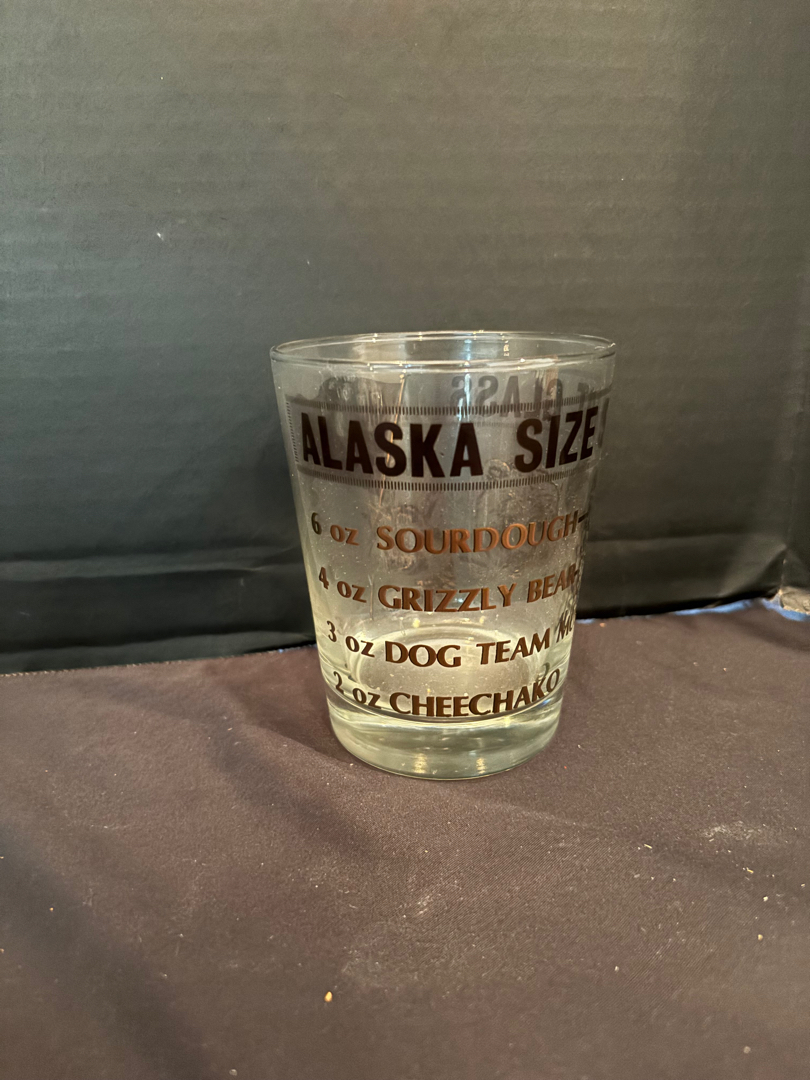 ALASKA SIZE
6 oz SOURDOUGH—
4 oz GRIZZLY BEAR-
3 oz DOG TEAM
2 oz CHEECHAKO